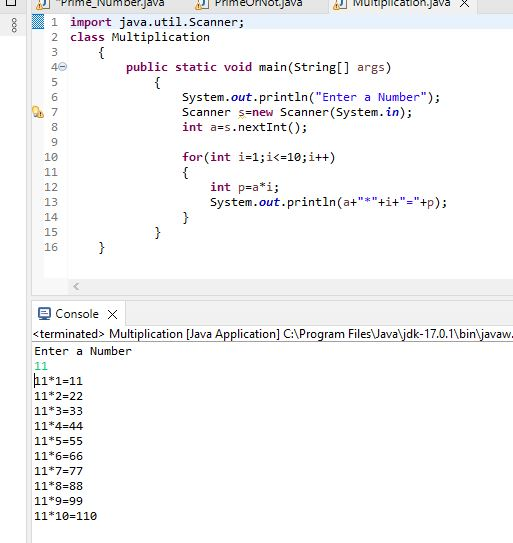 *Prime_Number.java PrimeOrNot.java Multiplication.java
1 import java.util.Scanner;
2 class Multiplication
3 {
4 public static void main(String[] args)
5 {
6 System.out.println("Enter a Number");
7 Scanner s=new Scanner(System.in);
8 int a=s.nextInt();
9
10 for(int i=1;i<=10;i++)
11 {
12 int p=a*i;
13 System.out.println(a+"*"+i+"="+p);
14 }
15 }
16 }
Console
<terminated> Multiplication [Java Application] C:\Program Files\Java\jdk-17.0.1\bin\javaw.
Enter a Number
11
11*1=11
11*2=22
11*3=33
11*4=44
11*5=55
11*6=66
11*7=77
11*8=88
11*9=99
11*10=110